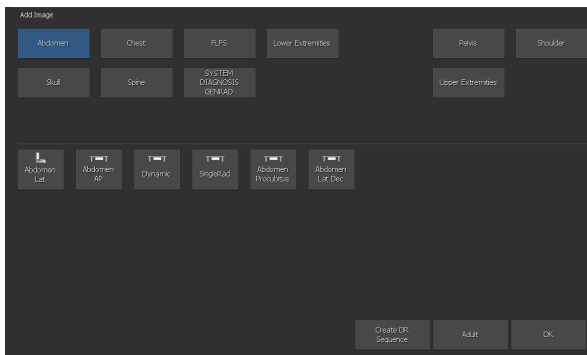 Add Image
Abdomen
Chest
FLFS
Lower Extremities
Pelvis
Shoulder
Skull
Spine
SYSTEM
DIAGNOSIS
GENRAD
Upper Extremities
Abdomen
Lat
Abdomen
AP
Dynamic
SingleRad
Abdomen
Procubitus
Abdomen
Lat Dec
Create DR
Sequence
Adult
OK